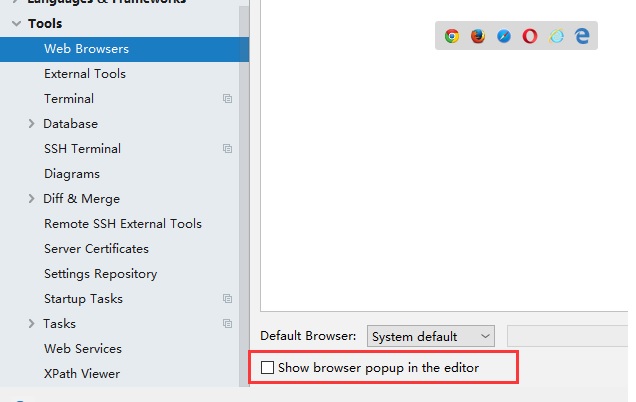 Languages & Frameworks
Tools
Web Browsers
External Tools
Terminal
Database
SSH Terminal
Diagrams
Diff & Merge
Remote SSH External Tools
Server Certificates
Settings Repository
Startup Tasks
Tasks
Web Services
XPath Viewer
Default Browser: System default
Show browser popup in the editor